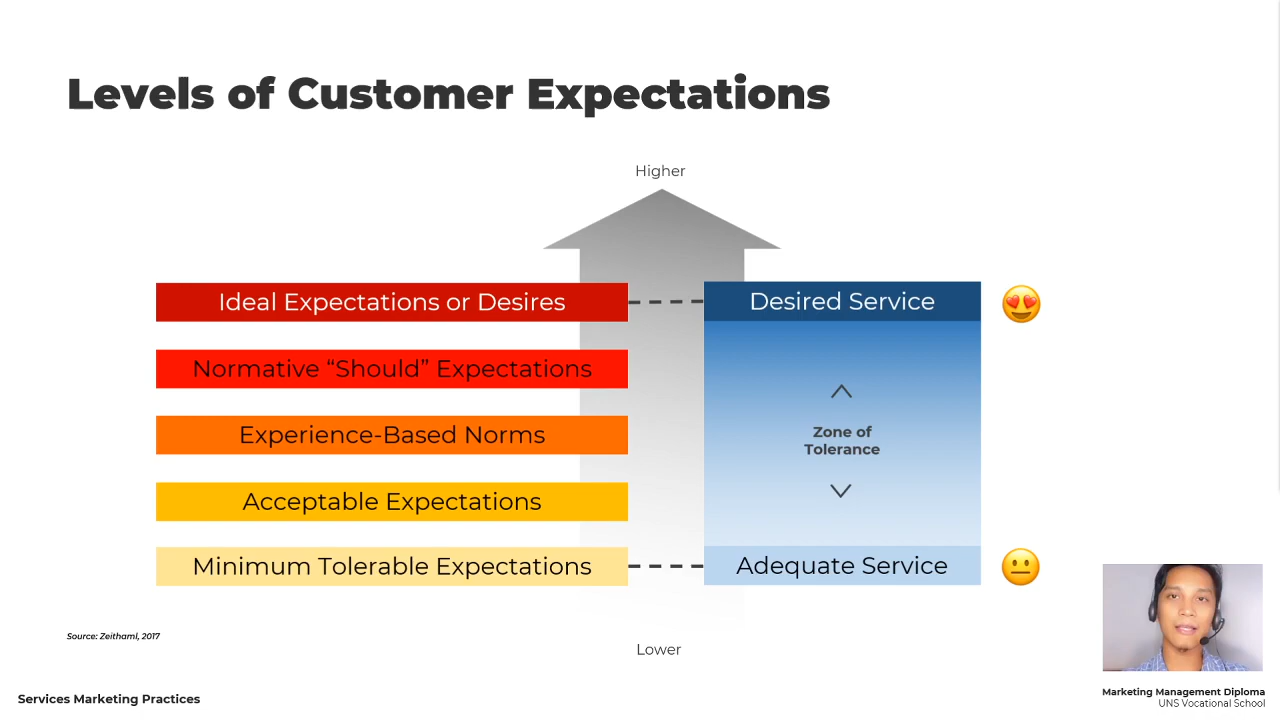 Levels of Customer Expectations
Higher
Ideal Expectations or Desires
Desired Service
Normative “Should” Expectations
Experience-Based Norms
Zone of
Tolerance
Acceptable Expectations
Minimum Tolerable Expectations
Adequate Service
Source: Zeithaml, 2017
Lower
Services Marketing Practices
Marketing Management Diploma
UNS Vocational School